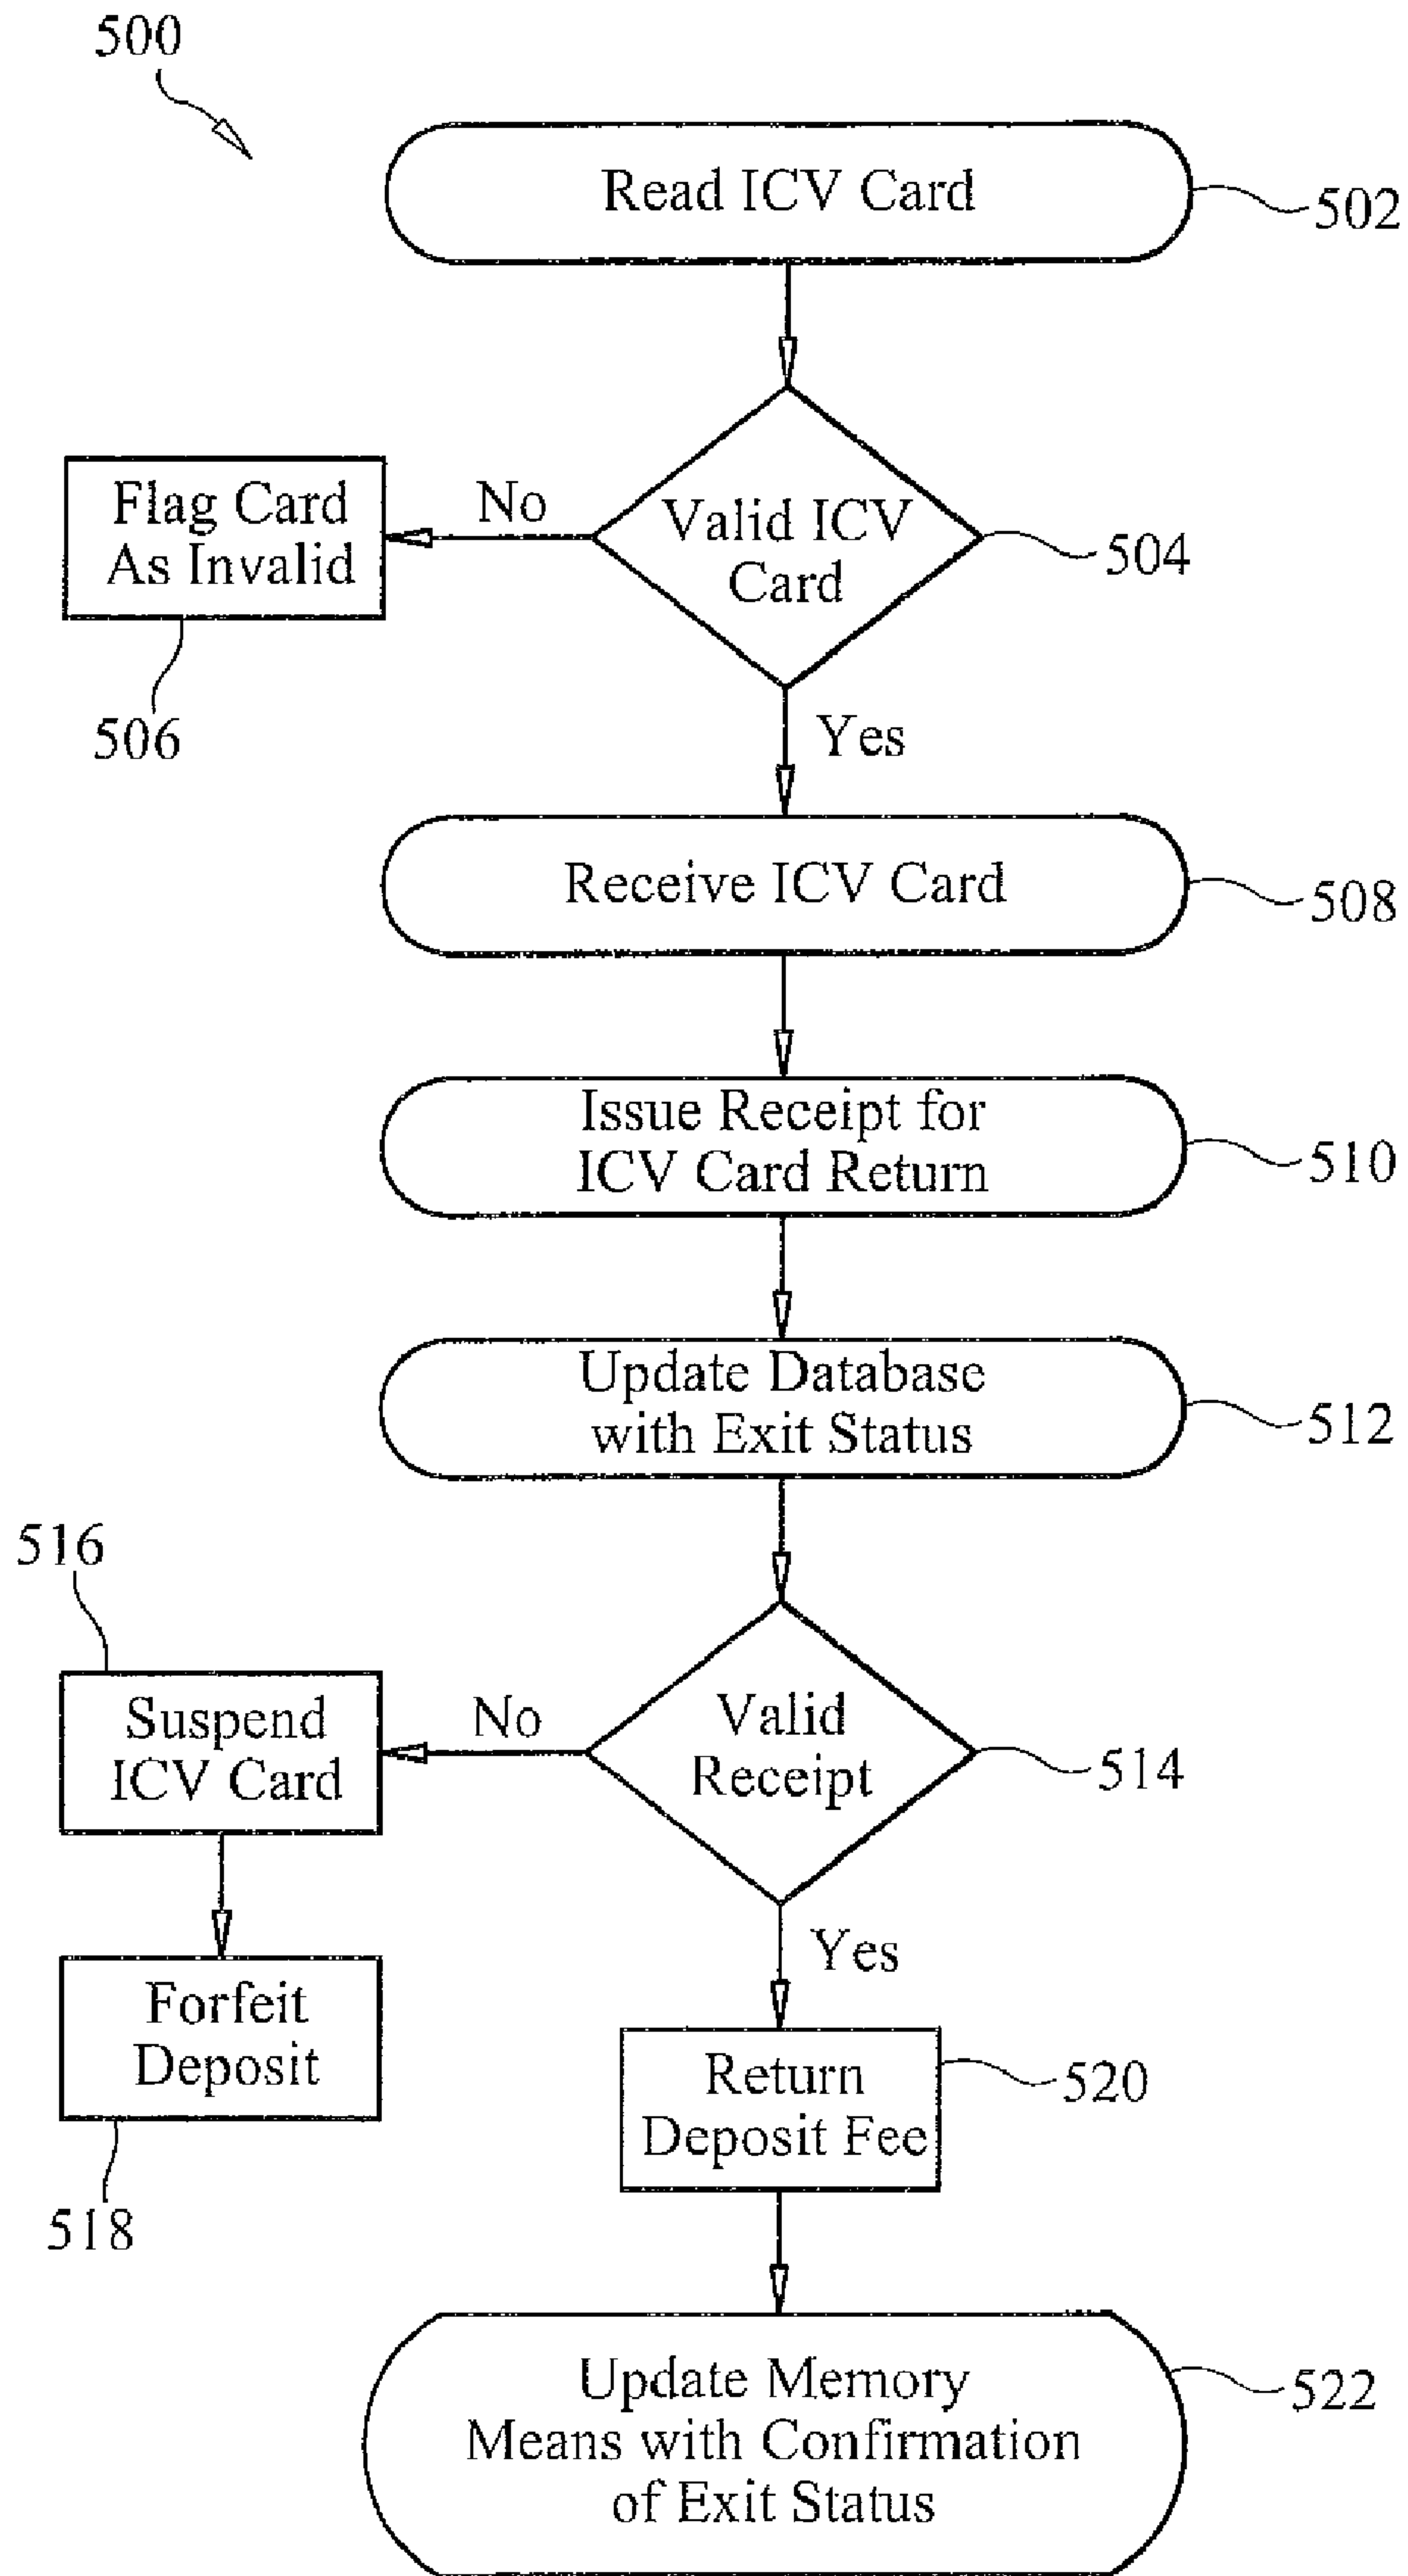 500
Read ICV Card
502
Valid ICV
Card
504
No
Flag Card
As Invalid
506
Yes
Receive ICV Card
508
Issue Receipt for
ICV Card Return
510
Update Database
with Exit Status
512
Valid
Receipt
514
No
516
Suspend
ICV Card
Forfeit
Deposit
518
Yes
Return
Deposit Fee
520
Update Memory
Means with Confirmation
of Exit Status
522